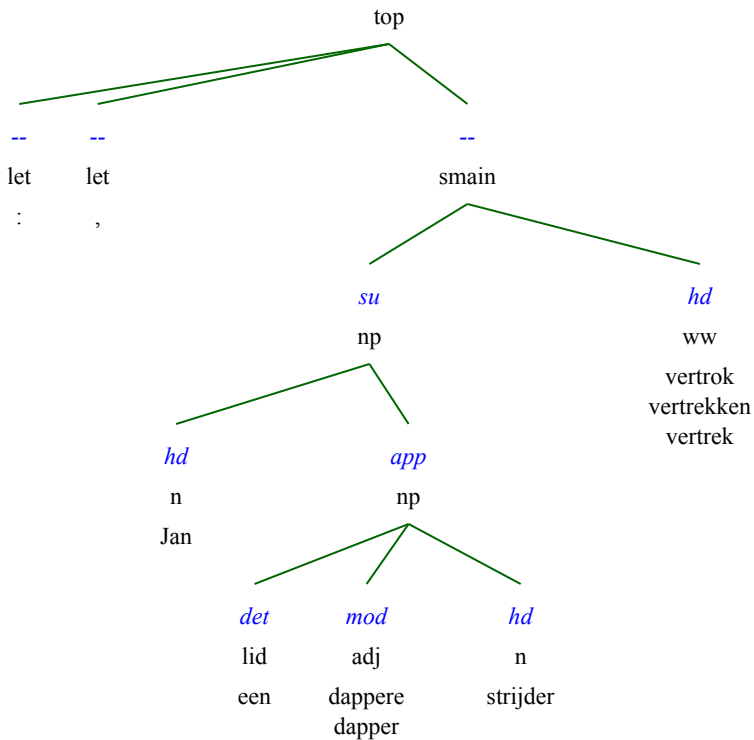 top
-- -- --
let let smain
: ,
su hd
np ww
vertrok
vertrekken
vertrek
hd app
n np
Jan
det mod hd
lid adj n
een dappere strijder
dapper